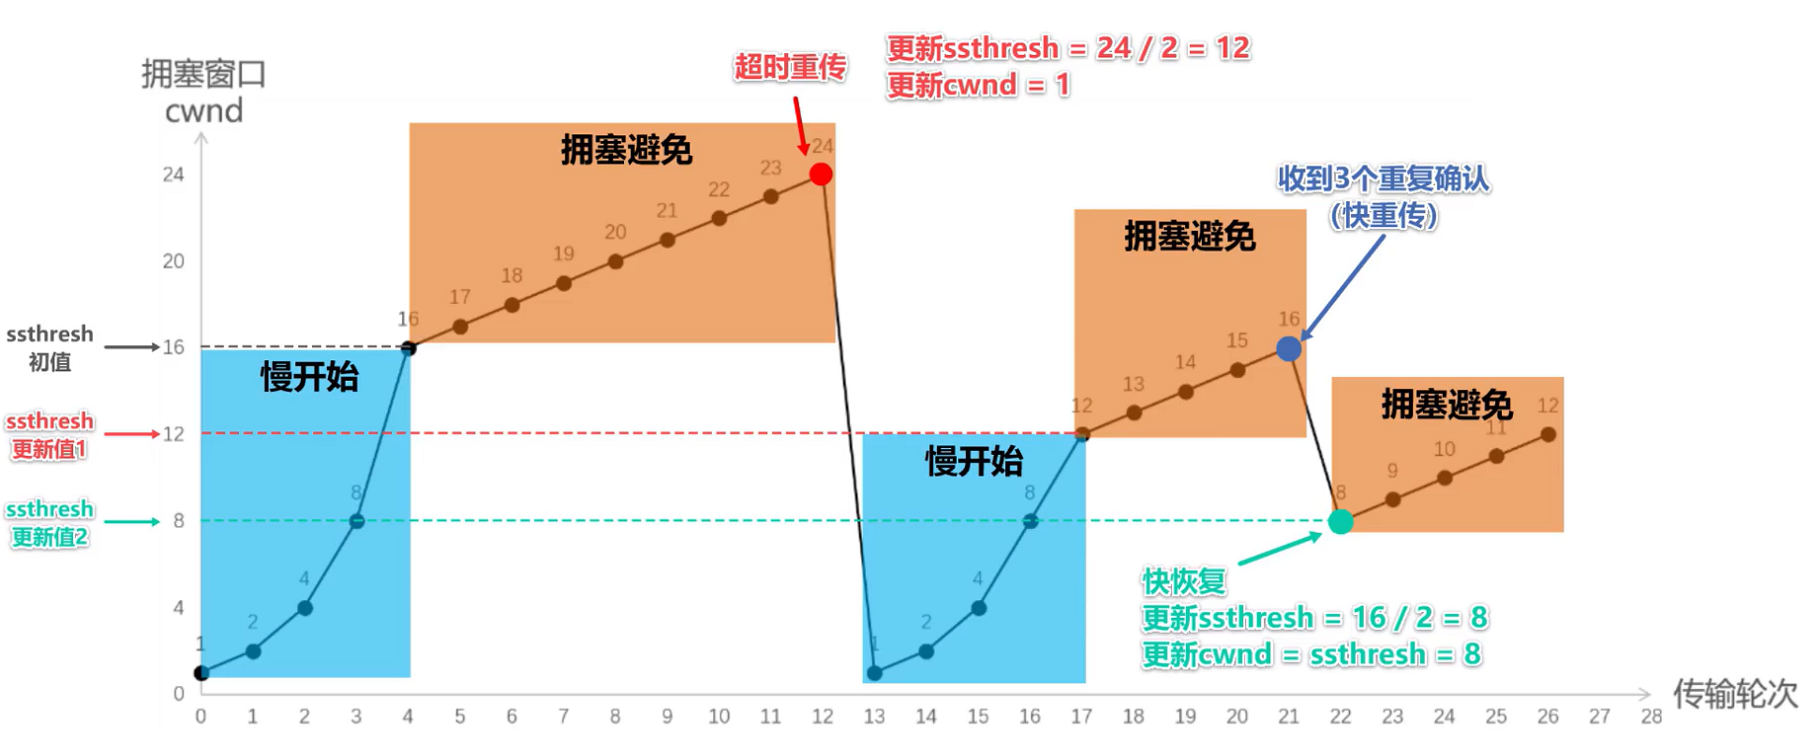 超时重传
更新ssthresh = 24 / 2 = 12
更新cwnd = 1
拥塞窗口
cwnd
拥塞避免
24
23
22
21
20
19
18
17
16
收到3个重复确认
(快重传)
拥塞避免
16
15
14
13
12
拥塞避免
12
11
10
9
8
慢开始
8
4
2
1
慢开始
8
4
2
1
24
20
16
12
8
4
0
ssthresh
初值
ssthresh
更新值1
ssthresh
更新值2
快恢复
更新ssthresh = 16 / 2 = 8
更新cwnd = ssthresh = 8
0 1 2 3 4 5 6 7 8 9 10 11 12 13 14 15 16 17 18 19 20 21 22 23 24 25 26 27 28
传输轮次